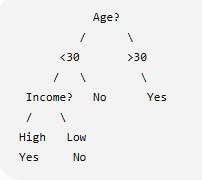 Age?
/ \
<30 >30
/ \ \
Income? No Yes
/ \
High Low
Yes No